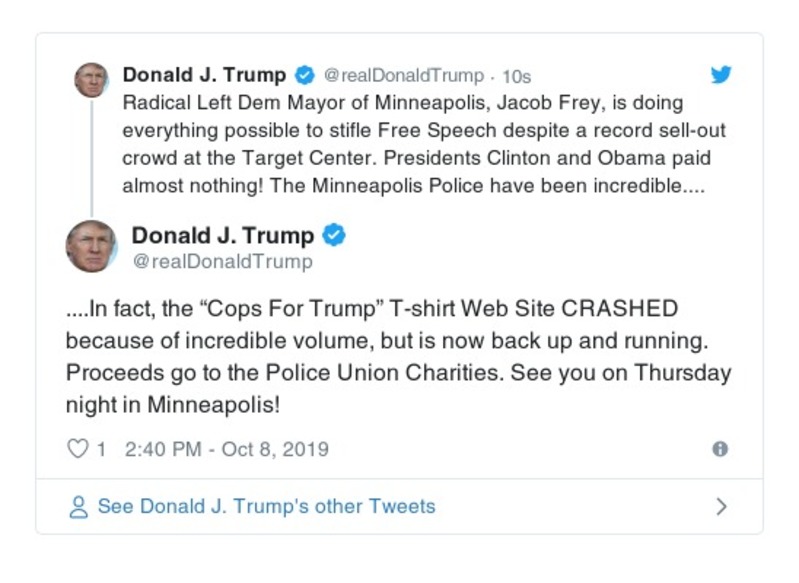 Donald J. Trump @realDonaldTrump · 10s
Radical Left Dem Mayor of Minneapolis, Jacob Frey, is doing
everything possible to stifle Free Speech despite a record sell-out
crowd at the Target Center. Presidents Clinton and Obama paid
almost nothing! The Minneapolis Police have been incredible....
Donald J. Trump
@realDonaldTrump
....In fact, the “Cops For Trump” T-shirt Web Site CRASHED
because of incredible volume, but is now back up and running.
Proceeds go to the Police Union Charities. See you on Thursday
night in Minneapolis!
1 2:40 PM - Oct 8, 2019
See Donald J. Trump's other Tweets